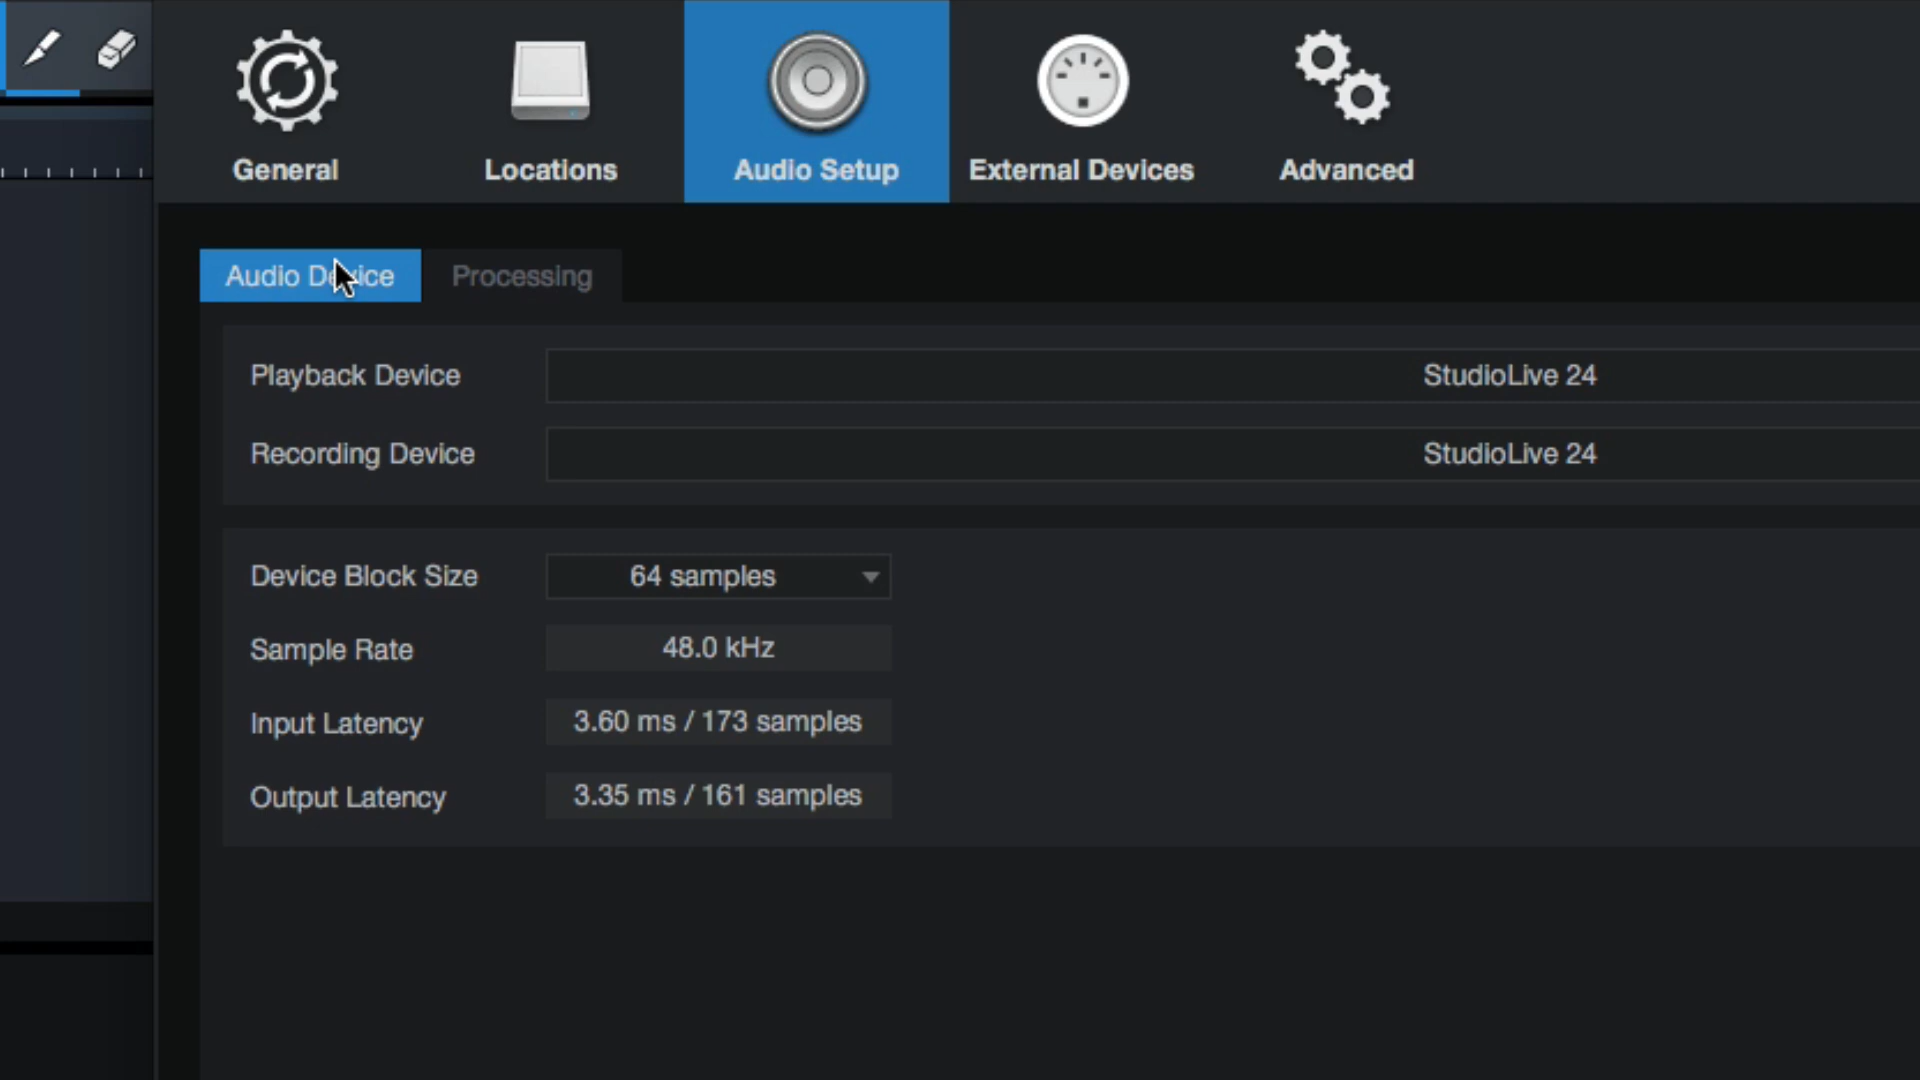 General
Locations
Audio Setup
External Devices
Advanced
Audio Device
Processing
Playback Device
StudioLive 24
Recording Device
StudioLive 24
Device Block Size
64 samples
Sample Rate
48.0 kHz
Input Latency
3.60 ms / 173 samples
Output Latency
3.35 ms / 161 samples